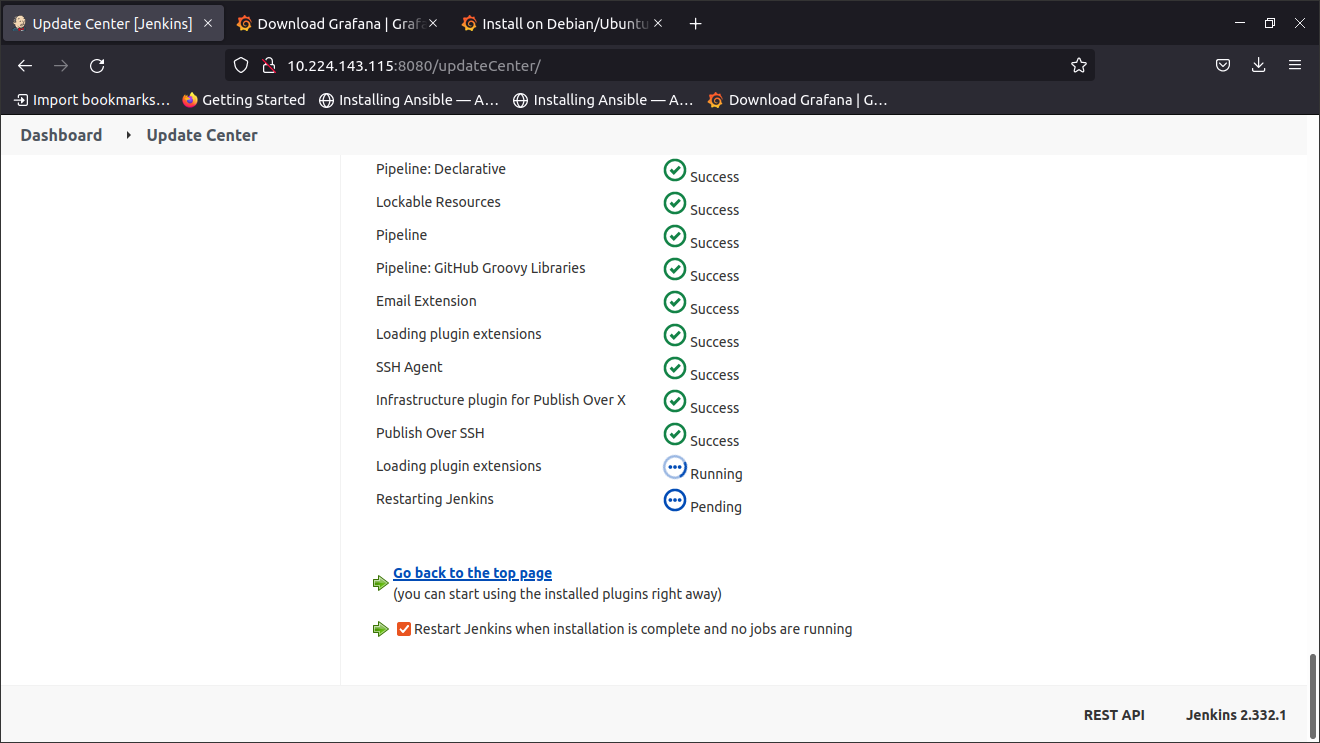 Update Center [Jenkins]
Download Grafana | Graf
Install on Debian/Ubuntu
10.224.143.115:8080/updateCenter/
Import bookmarks…
Getting Started
Installing Ansible — A…
Installing Ansible — A…
Download Grafana | G…
Dashboard
Update Center
Pipeline: Declarative Success
Lockable Resources Success
Pipeline Success
Pipeline: GitHub Groovy Libraries Success
Email Extension Success
Loading plugin extensions Success
SSH Agent Success
Infrastructure plugin for Publish Over X Success
Publish Over SSH Success
Loading plugin extensions Running
Restarting Jenkins Pending
Go back to the top page
(you can start using the installed plugins right away)
Restart Jenkins when installation is complete and no jobs are running
REST API Jenkins 2.332.1